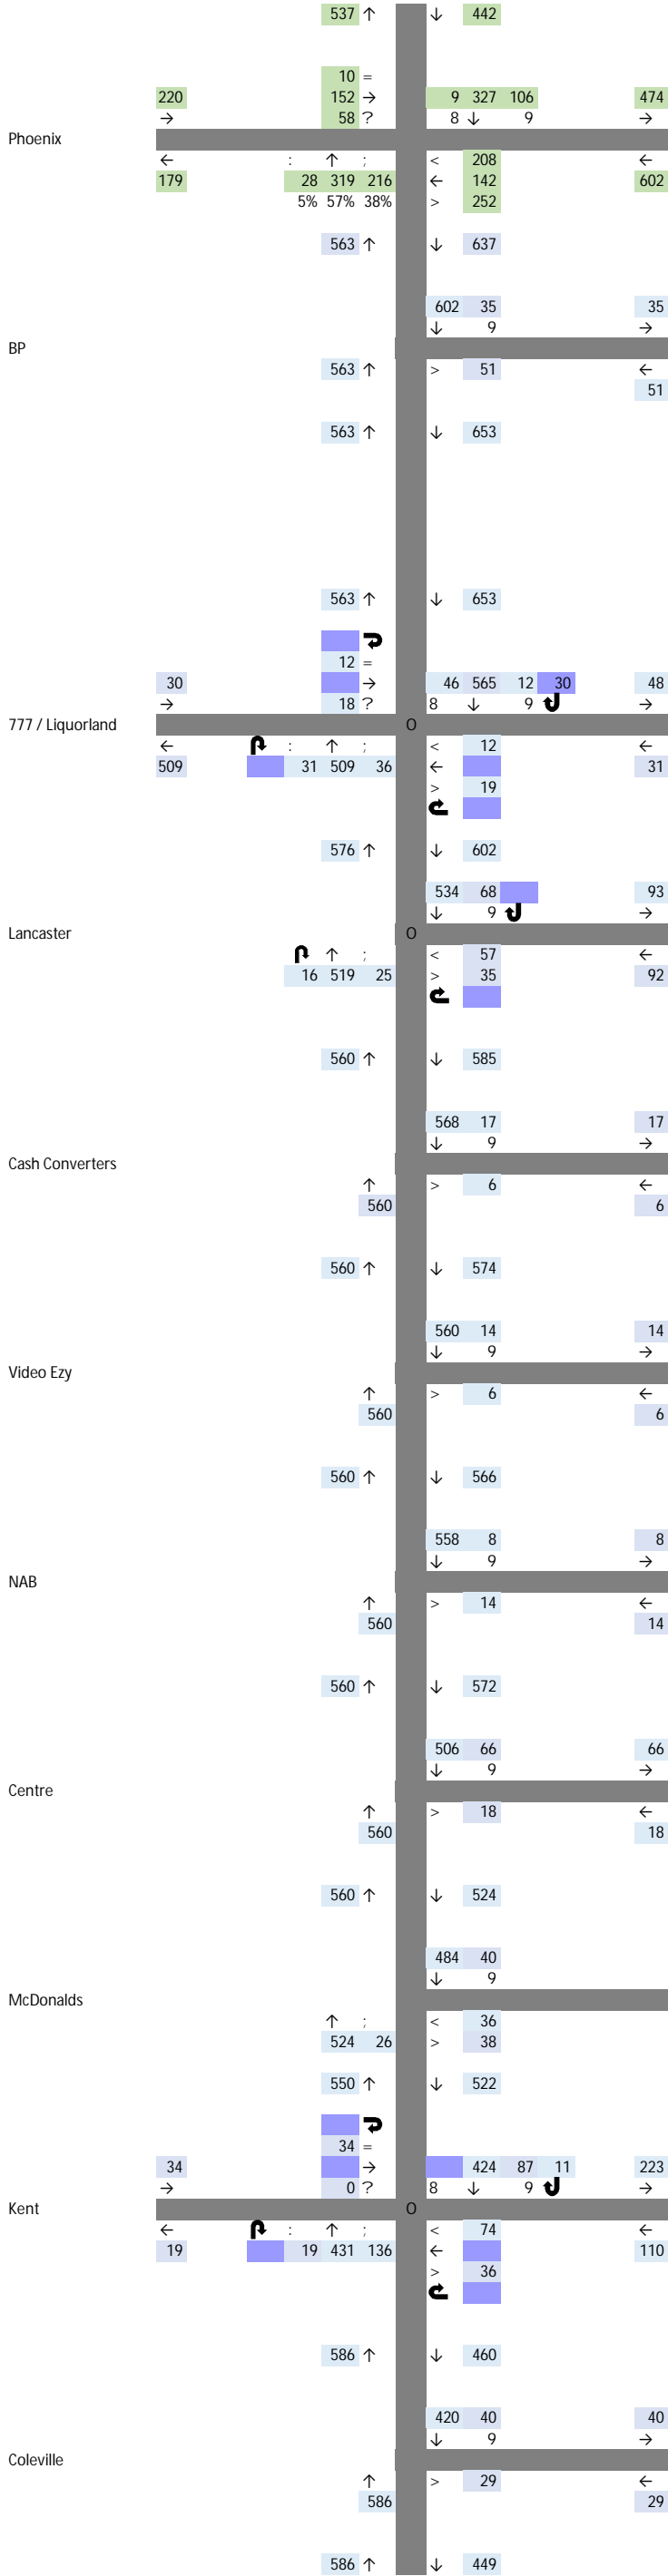 537 ↑ ↓ 442
10 =
220 152 → 9 327 106 474
→ 58 ? 8 ↓ 9 →
Phoenix
← : ↑ ; < 208 ←
179 28 319 216 ← 142 602
5% 57% 38% > 252
563 ↑ ↓ 637
602 35 35
↓ 9 →
BP
563 ↑ > 51 ←
51
563 ↑ ↓ 653
563 ↑ ↓ 653
12 =
30 → 46 565 12 30 48
→ 18 ? 8 ↓ 9 →
777 / Liquorland O
← : ↑ ; < 12 ←
509 31 509 36 ← 31
> 19
576 ↑ ↓ 602
534 68 93
↓ 9 →
Lancaster O
↑ ; < 57 ←
16 519 25 > 35 92
560 ↑ ↓ 585
568 17 17
↓ 9 →
Cash Converters
↑ > 6 ←
560 6
560 ↑ ↓ 574
560 14 14
↓ 9 →
Video Ezy
↑ > 6 ←
560 6
560 ↑ ↓ 566
558 8 8
↓ 9 →
NAB
↑ > 14 ←
560 14
560 ↑ ↓ 572
506 66 66
↓ 9 →
Centre
↑ > 18 ←
560 18
560 ↑ ↓ 524
484 40
↓ 9
McDonalds
↑ ; < 36
524 26 > 38
550 ↑ ↓ 522
34 =
34 → 424 87 11 223
→ 0 ? 8 ↓ 9 →
Kent O
← : ↑ ; < 74 ←
19 19 431 136 ← 110
> 36
586 ↑ ↓ 460
420 40 40
↓ 9 →
Coleville
↑ > 29 ←
586 29
586 ↑ ↓ 449